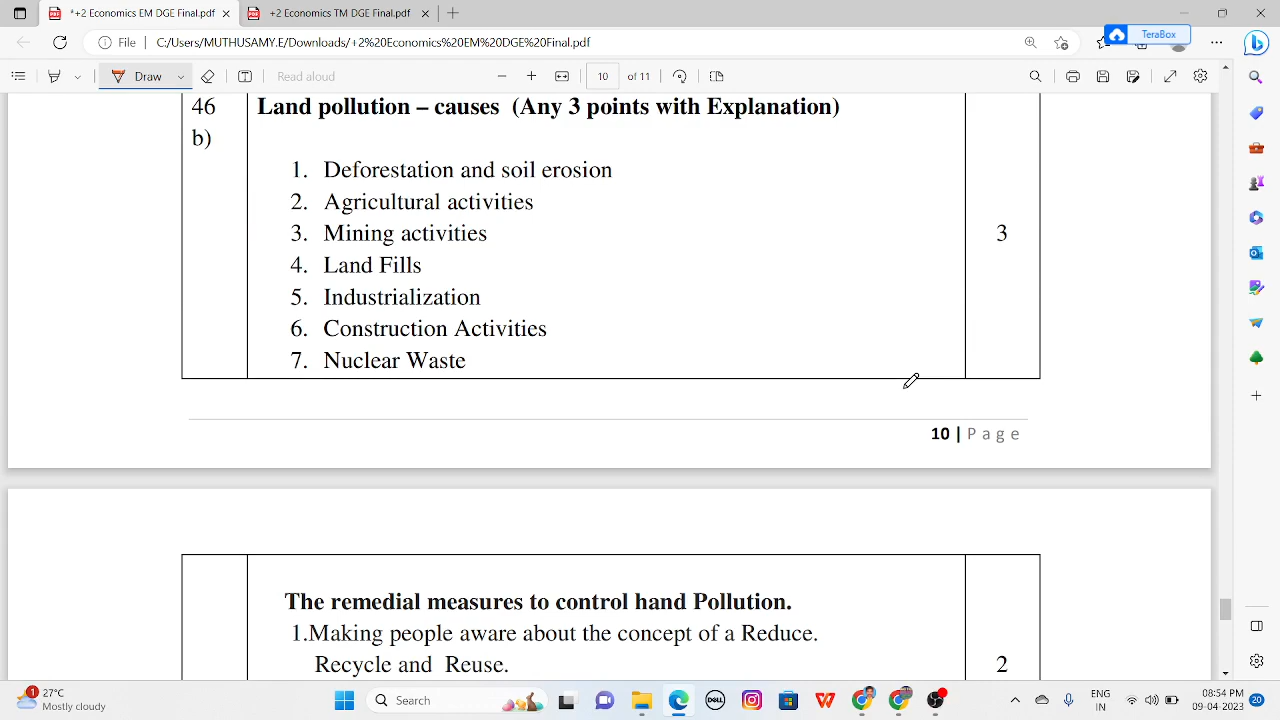 *+2 Economics EM DGE Final.pdf
+2 Economics TM DGE Final.pdf
File
C:/Users/MUTHUSAMY.E/Downloads/+2%20Economics%20EM%20DGE%20Final.pdf
TeraBox
Draw
Read aloud
10 of 11
46 b)
Land pollution – causes (Any 3 points with Explanation)
1. Deforestation and soil erosion
2. Agricultural activities
3. Mining activities
3
4. Land Fills
5. Industrialization
6. Construction Activities
7. Nuclear Waste
10 | Page
The remedial measures to control hand Pollution.
1.Making people aware about the concept of a Reduce.
Recycle and Reuse.
2
1
27°C
Mostly cloudy
Search
DELL
ENG
IN
08:54 PM
09-04-2023
20